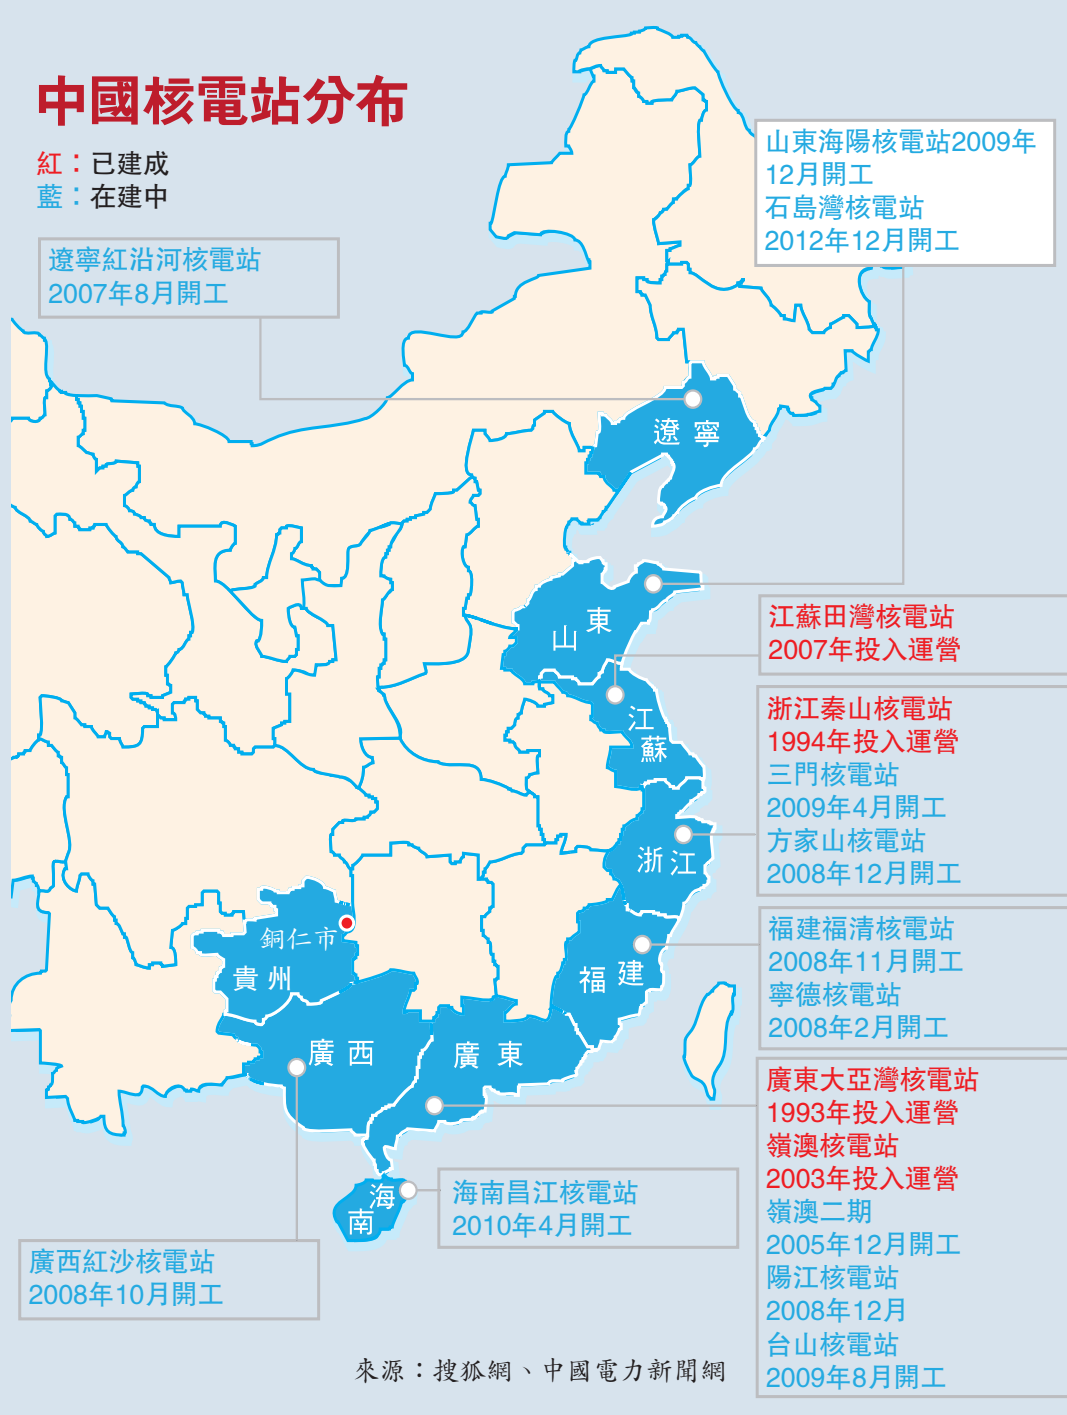 中國核電站分布
紅：已建成
藍：在建中
山東海陽核電站2009年
12月開工
石島灣核電站
2012年12月開工
遼寧紅沿河核電站
2007年8月開工
遼寧
山東
江蘇田灣核電站
2007年投入運營
江蘇
浙江秦山核電站
1994年投入運營
三門核電站
2009年4月開工
方家山核電站
2008年12月開工
浙江
福建福清核電站
2008年11月開工
寧德核電站
2008年2月開工
福建
銅仁市
貴州
廣西
廣東
廣東大亞灣核電站
1993年投入運營
嶺澳核電站
2003年投入運營
嶺澳二期
2005年12月開工
陽江核電站
2008年12月
台山核電站
2009年8月開工
海南
海南昌江核電站
2010年4月開工
廣西紅沙核電站
2008年10月開工
來源：搜狐網、中國電力新聞網